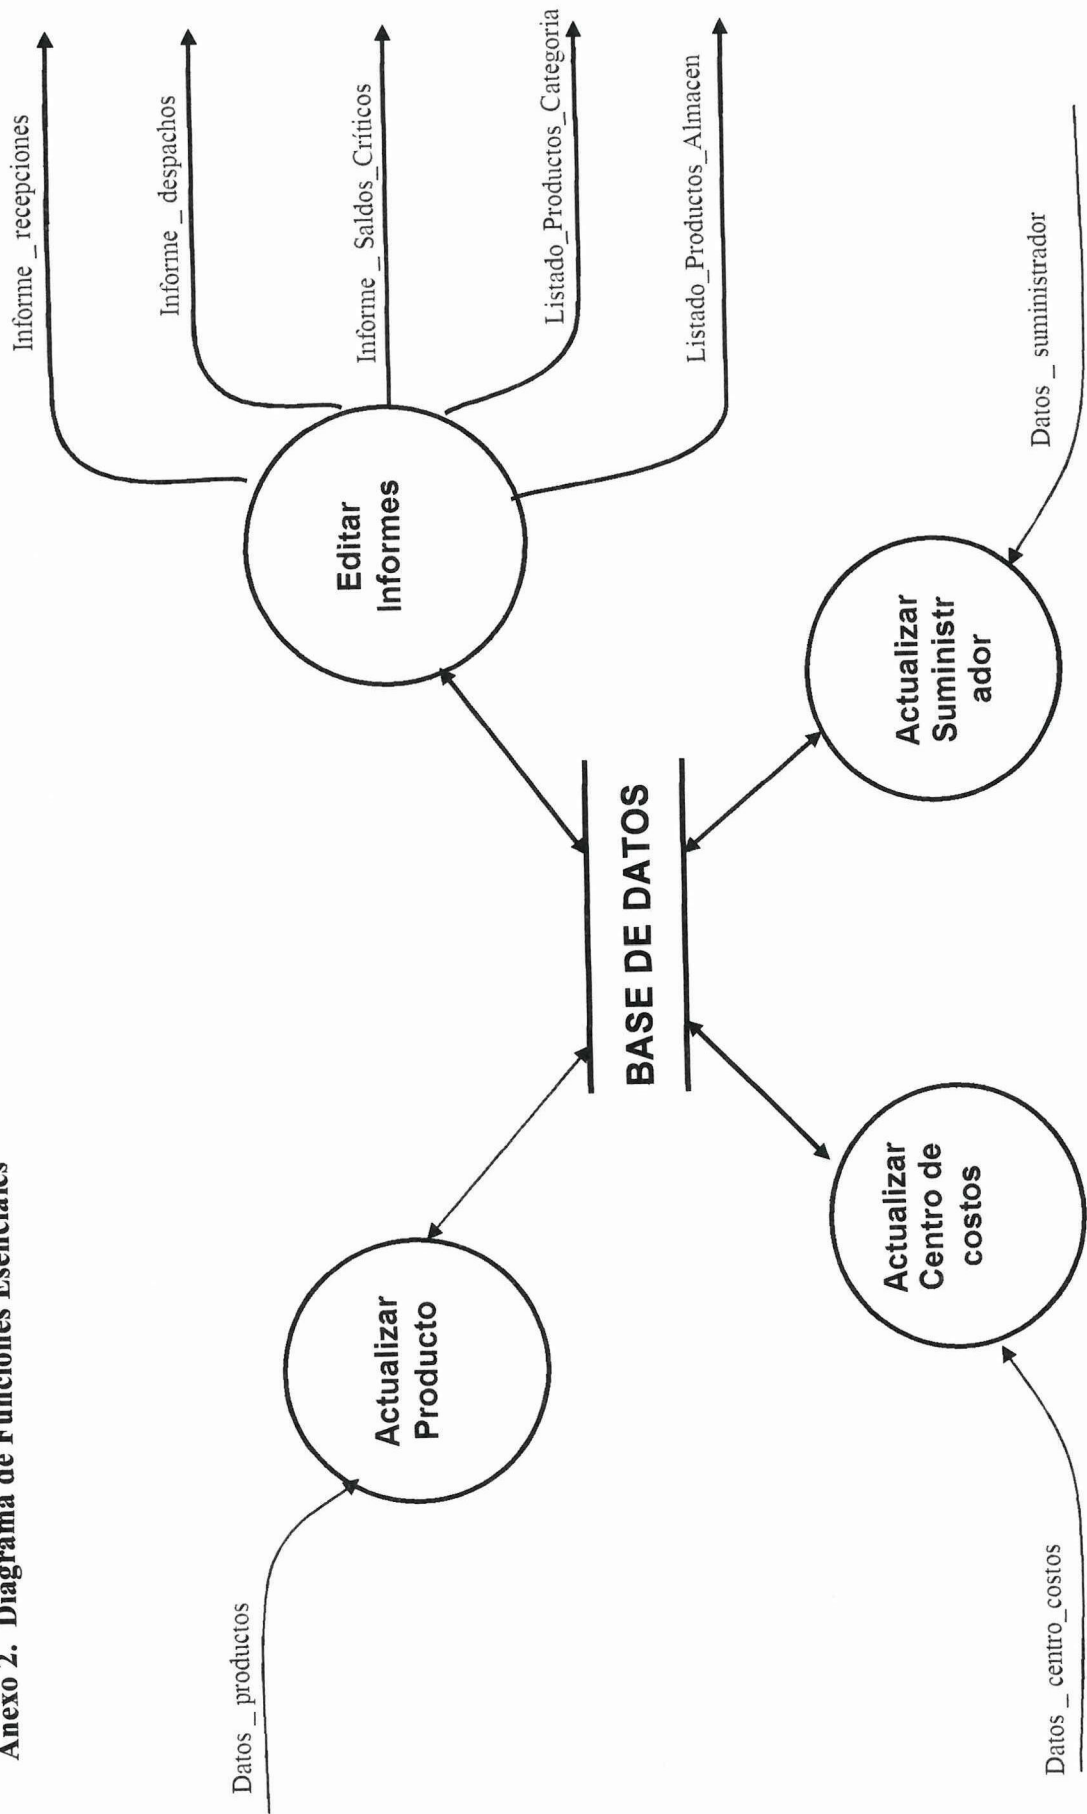 Anexo 2. Diagrama de Funciones Esenciales
Informe _ recepciones
Informe _ despachos
Informe _ Saldos_Críticos
Listado_Productos_Categoria
Listado_Productos_Almacen
Editar
Informes
Datos _ productos
Actualizar
Producto
BASE DE DATOS
Datos _ suministrador
Actualizar
Suministr
ador
Actualizar
Centro de
costos
Datos _ centro_costos